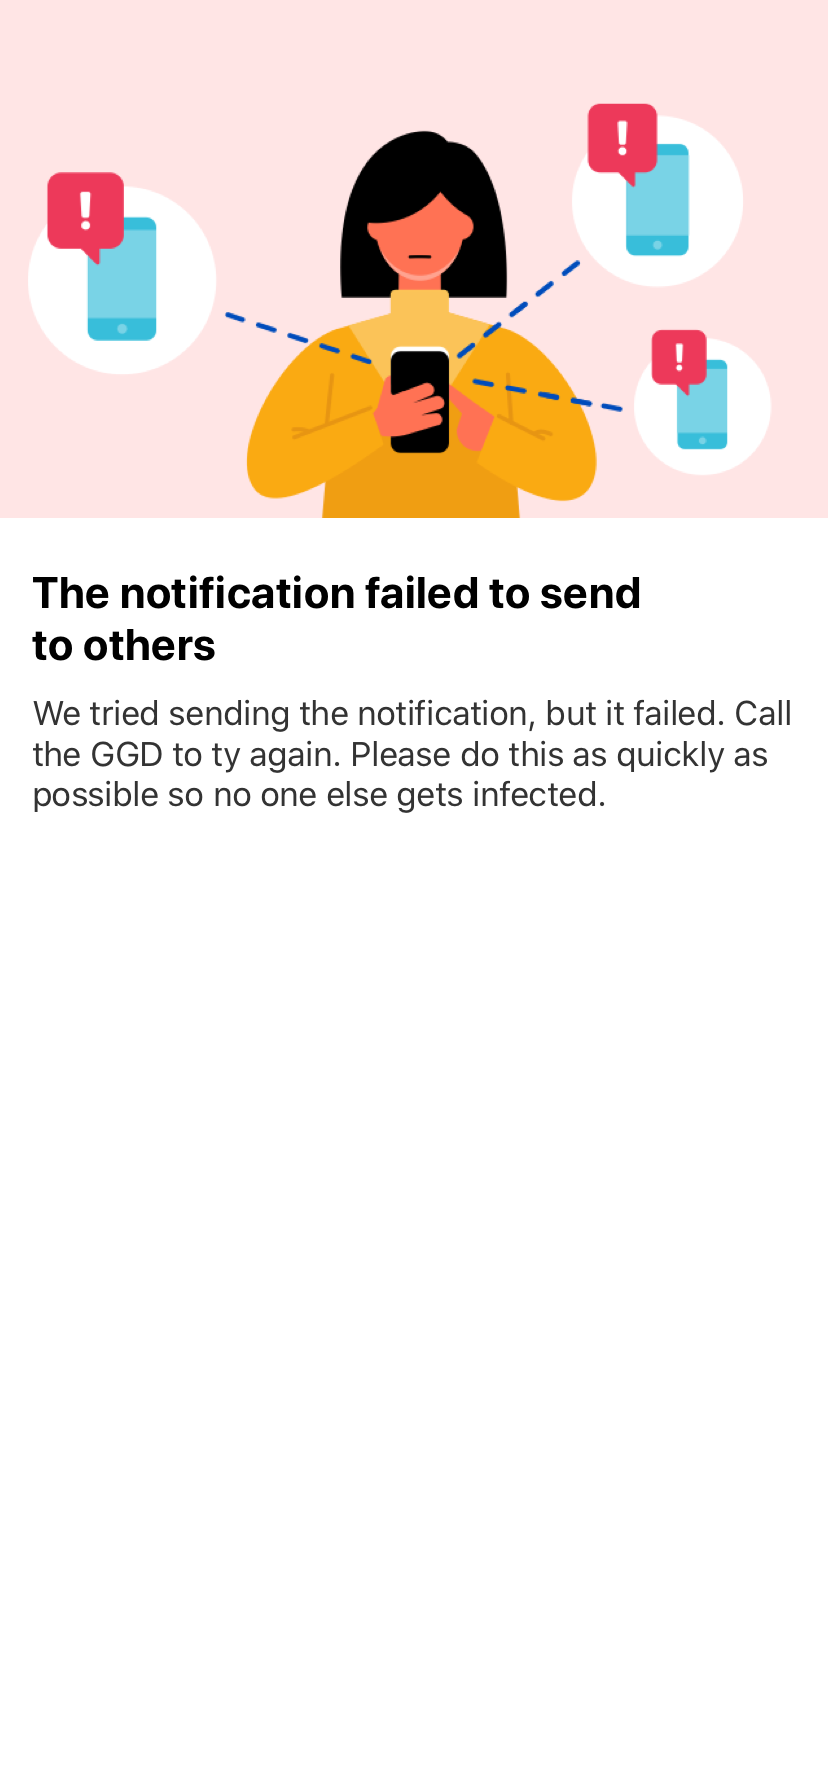 The notification failed to send
to others
We tried sending the notification, but it failed. Call
the GGD to ty again. Please do this as quickly as
possible so no one else gets infected.